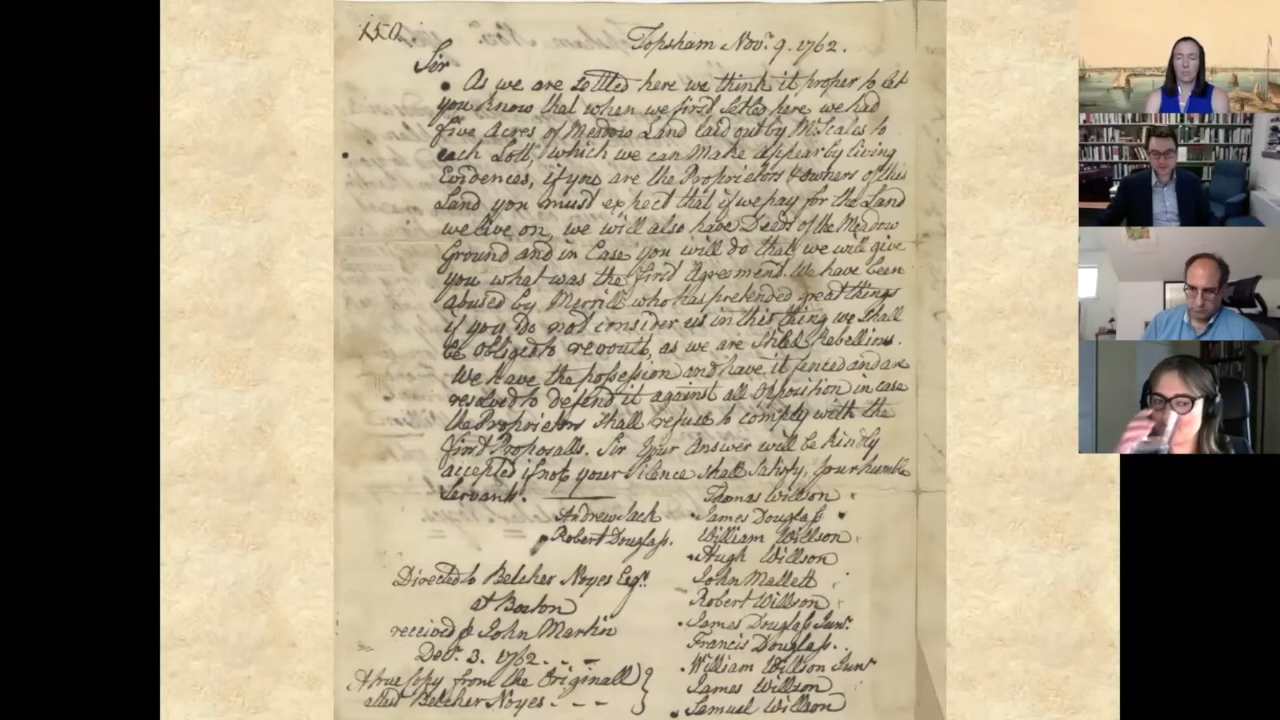 150.
Topsham Novr. 9. 1762.
Sir
As we are settled here we think it proper to let
you know that when we first setled here we had
five Acres of Meadow Land laid out by Mr Scales to
each Lott, which we can Make appear by living
Evidences, if you are the Proprietors & owners of this
Land you must expect that if we pay for the Land
we live on, we will also have Deeds of the Meadow
Ground and in Case you will do that, we will give
you what was the first Agreement. We have been
abused by Merrill who has pretended great things
if you do not consider us in this thing we shall
be obliged to revoult, as we are stiled Rebellius.
We have the possession and have it fenced and are
resolved to defend it against all Opposition in case
the Proprietors shall refuse to comply with the
first Proposalls. Sir Your Answer will be kindly
accepted if not your Silence shall Satisfy, your humble
Servants.
Andrew Jack
Robert Douglass.
Thomas Willson
James Douglass
William Willson
Hugh Willson
John Mallett
Robert Willson
James Douglass Junr.
Francis Douglass.
William Willson Junr
James Willson
Samuel Willson
Directed to Belcher Noyes Esqr.
at Boston
received p John Martin
Decr. 3. 1762.
A true Copy from the Originall
attest Belcher Noyes